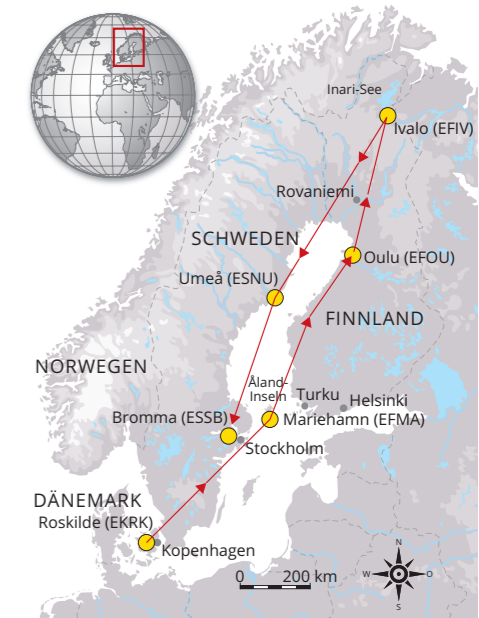 Inari-See
Ivalo (EFIV)
Rovaniemi
SCHWEDEN
Oulu (EFOU)
Umeå (ESNU)
FINNLAND
NORWEGEN
Åland-
Inseln
Turku
Helsinki
Bromma (ESSB)
Mariehamn (EFMA)
Stockholm
DÄNEMARK
Roskilde (EKRK)
Kopenhagen
0 200 km
N
W
O
S